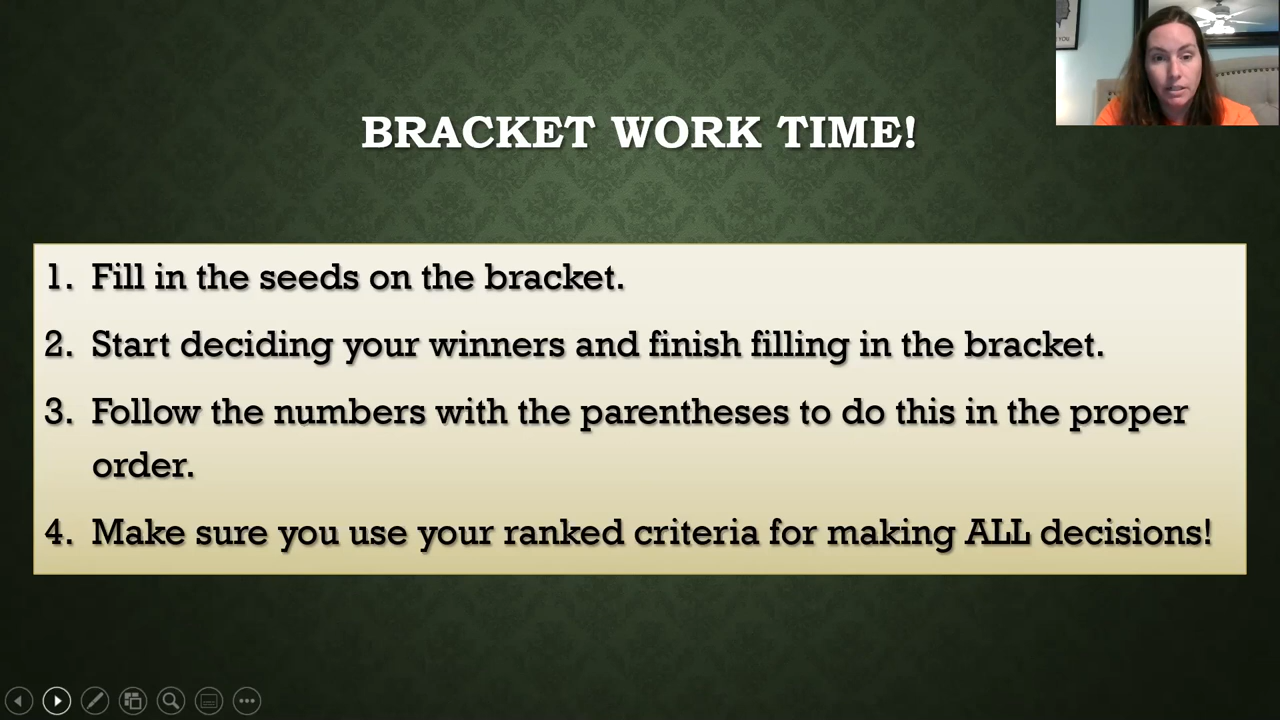 BRACKET WORK TIME!
1. Fill in the seeds on the bracket.
2. Start deciding your winners and finish filling in the bracket.
3. Follow the numbers with the parentheses to do this in the proper
order.
4. Make sure you use your ranked criteria for making ALL decisions!
YOU